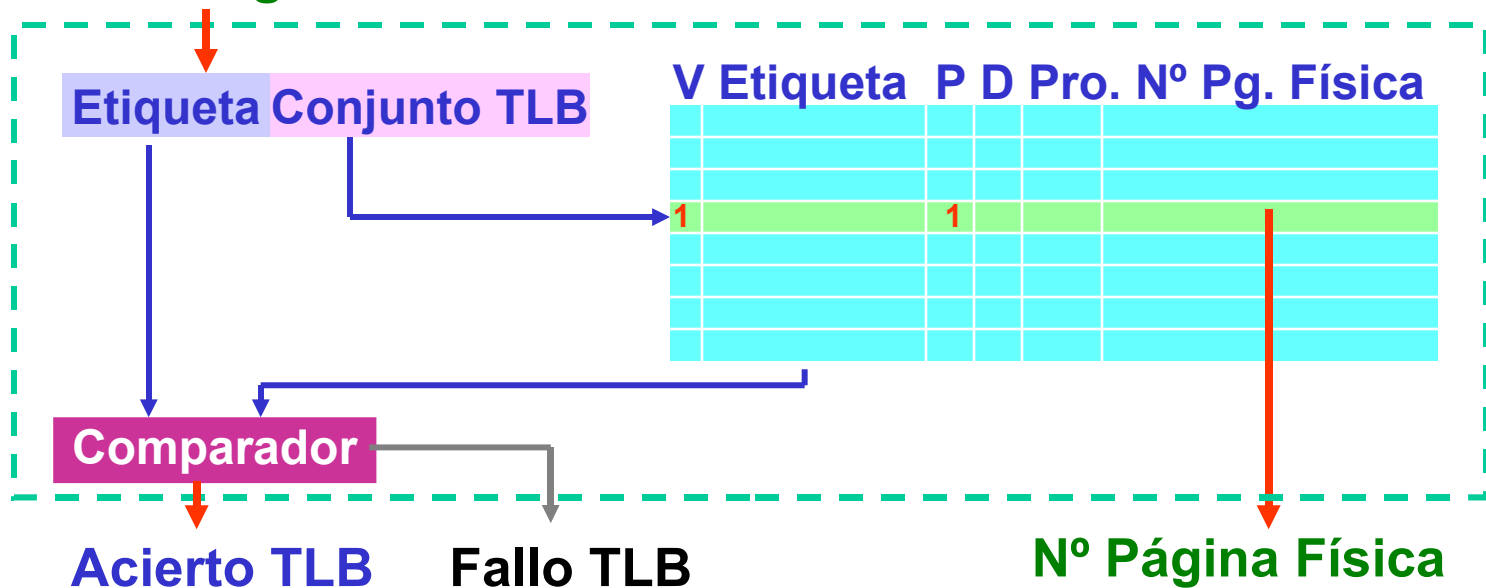 Etiqueta Conjunto TLB
V Etiqueta P D Pro. Nº Pg. Física
1 1
Comparador
Acierto TLB
Fallo TLB
Nº Página Física